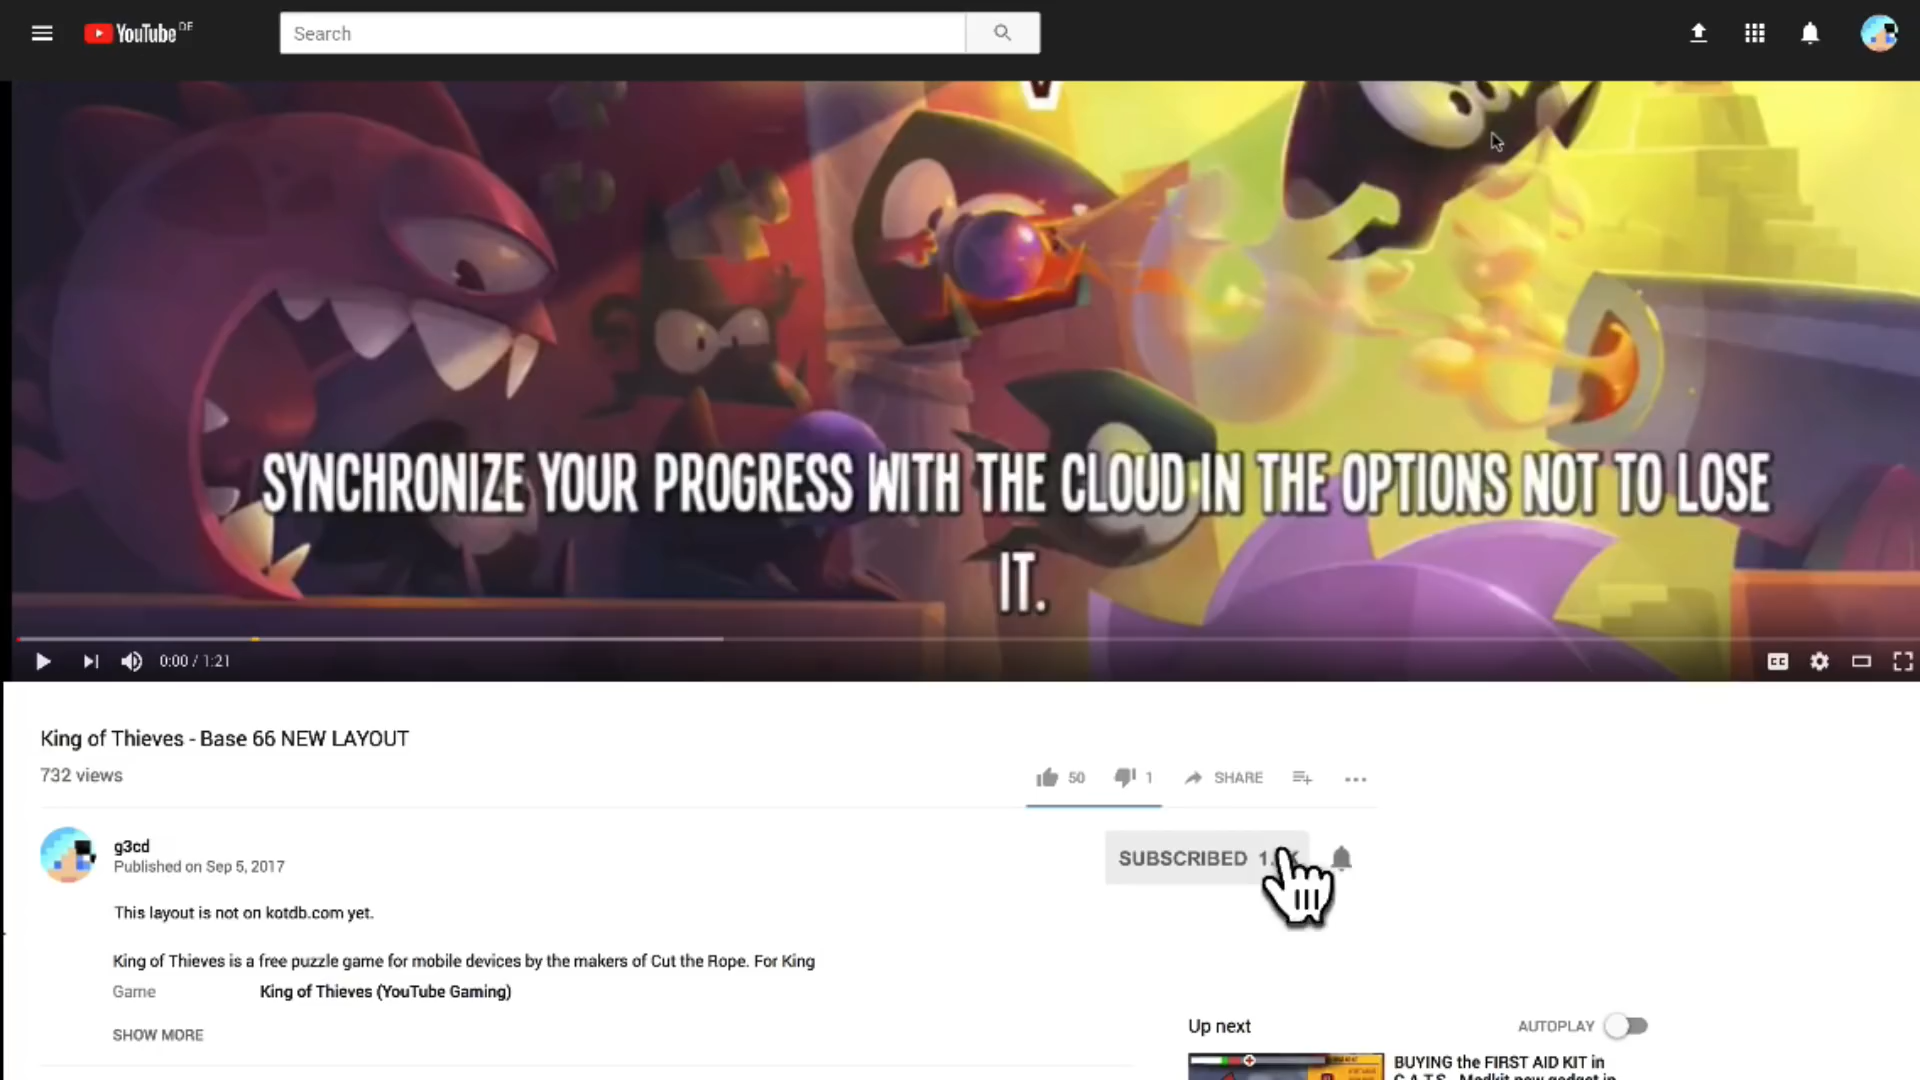 YouTube DE
Search
SYNCHRONIZE YOUR PROGRESS WITH THE CLOUD IN THE OPTIONS NOT TO LOSE
IT.
0:00 / 1:21
CC
King of Thieves - Base 66 NEW LAYOUT
732 views
50 1 SHARE
g3cd
SUBSCRIBED
Published on Sep 5, 2017
This layout is not on kotdb.com yet.
King of Thieves is a free puzzle game for mobile devices by the makers of Cut the Rope. For King
Game King of Thieves (YouTube Gaming)
SHOW MORE
Up next AUTOPLAY
BUYING the FIRST AID KIT in